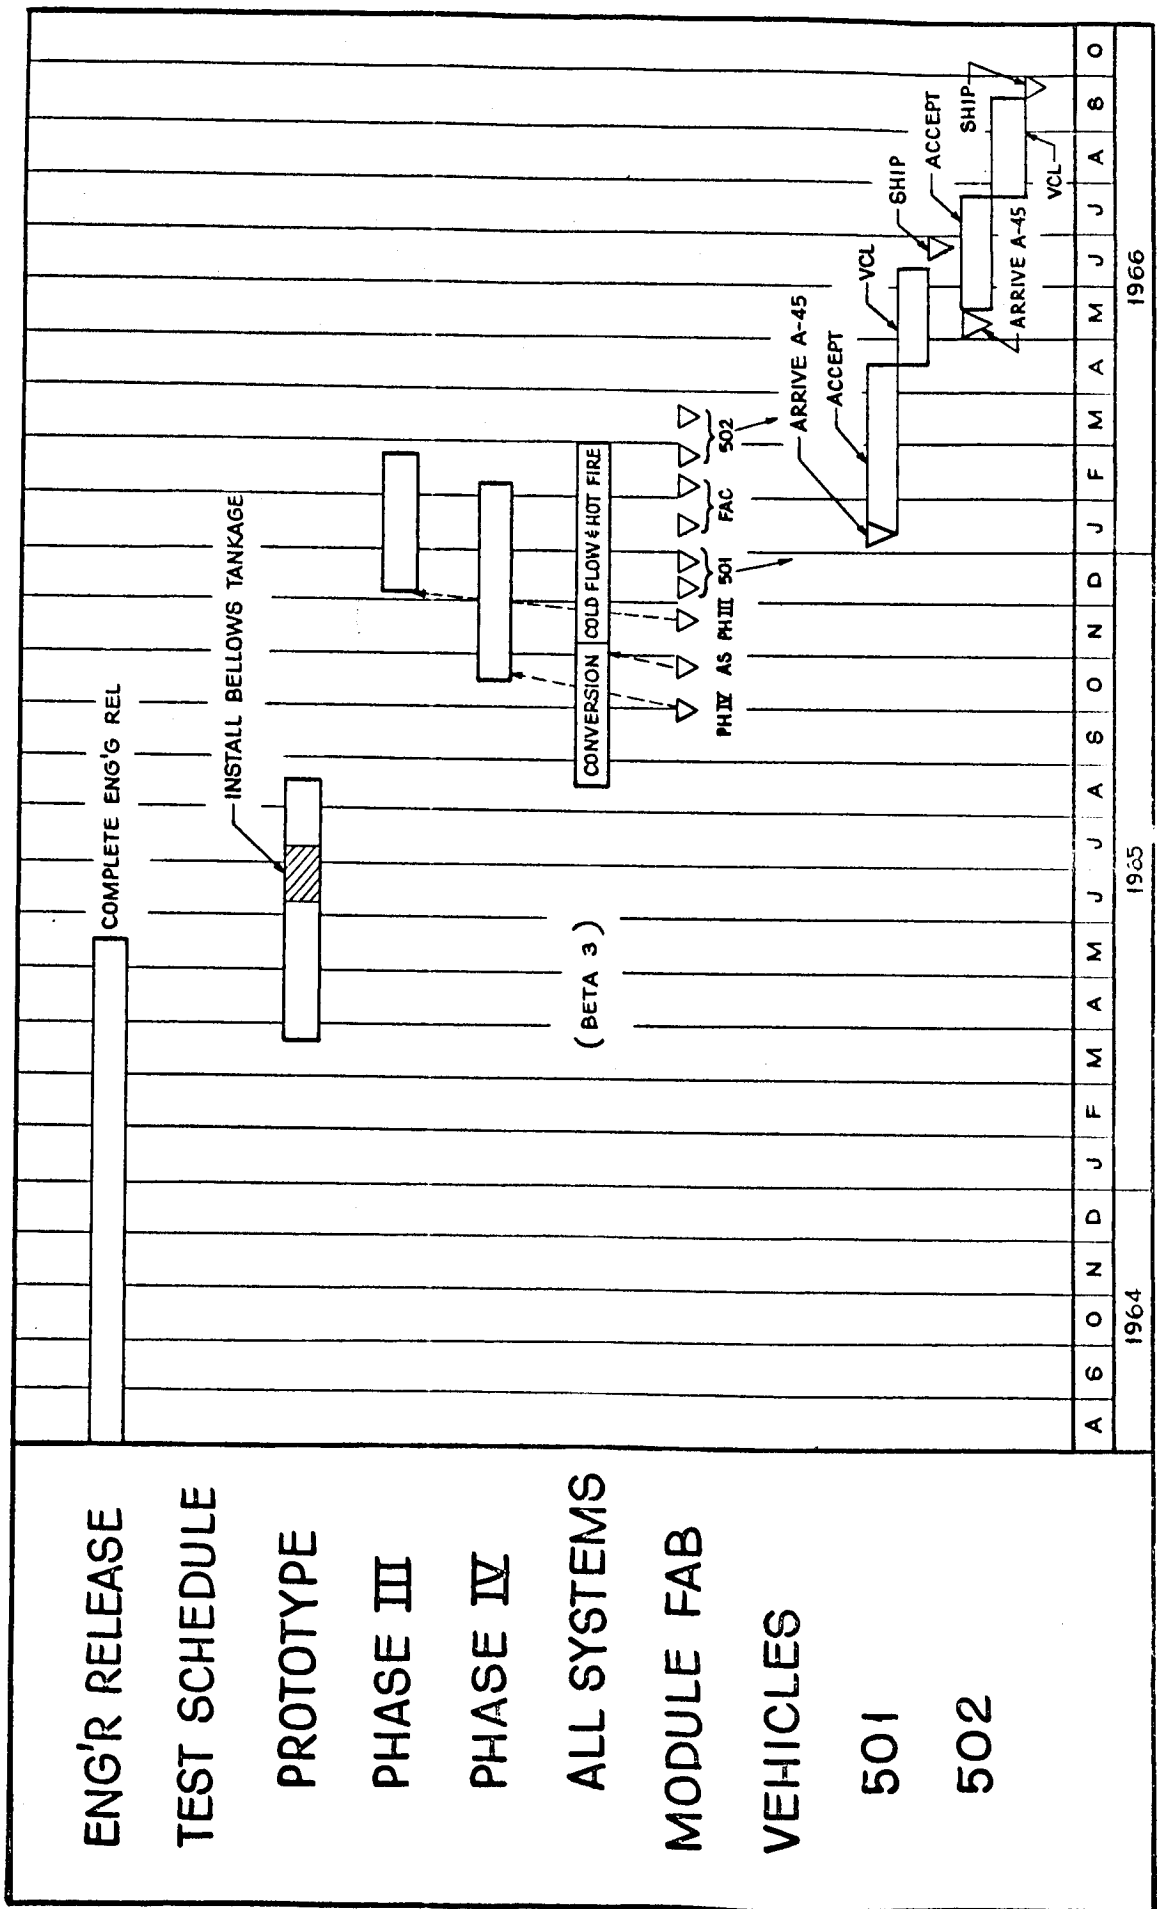 ENG'R RELEASE
COMPLETE ENG'G REL
TEST SCHEDULE
INSTALL BELLOWS TANKAGE
PROTOTYPE
PHASE III
PHASE IV
ALL SYSTEMS
(BETA 3)
CONVERSION
COLD FLOW & HOT FIRE
MODULE FAB
PH IV
AS
PH III
501
FAC
502
VEHICLES
ARRIVE A-45
ACCEPT
VCL
SHIP
501
ACCEPT
SHIP
502
ARRIVE A-45
VCL
A S O N D J F M A M J J A S O N D J F M A M J J A S O
1964 1965 1966